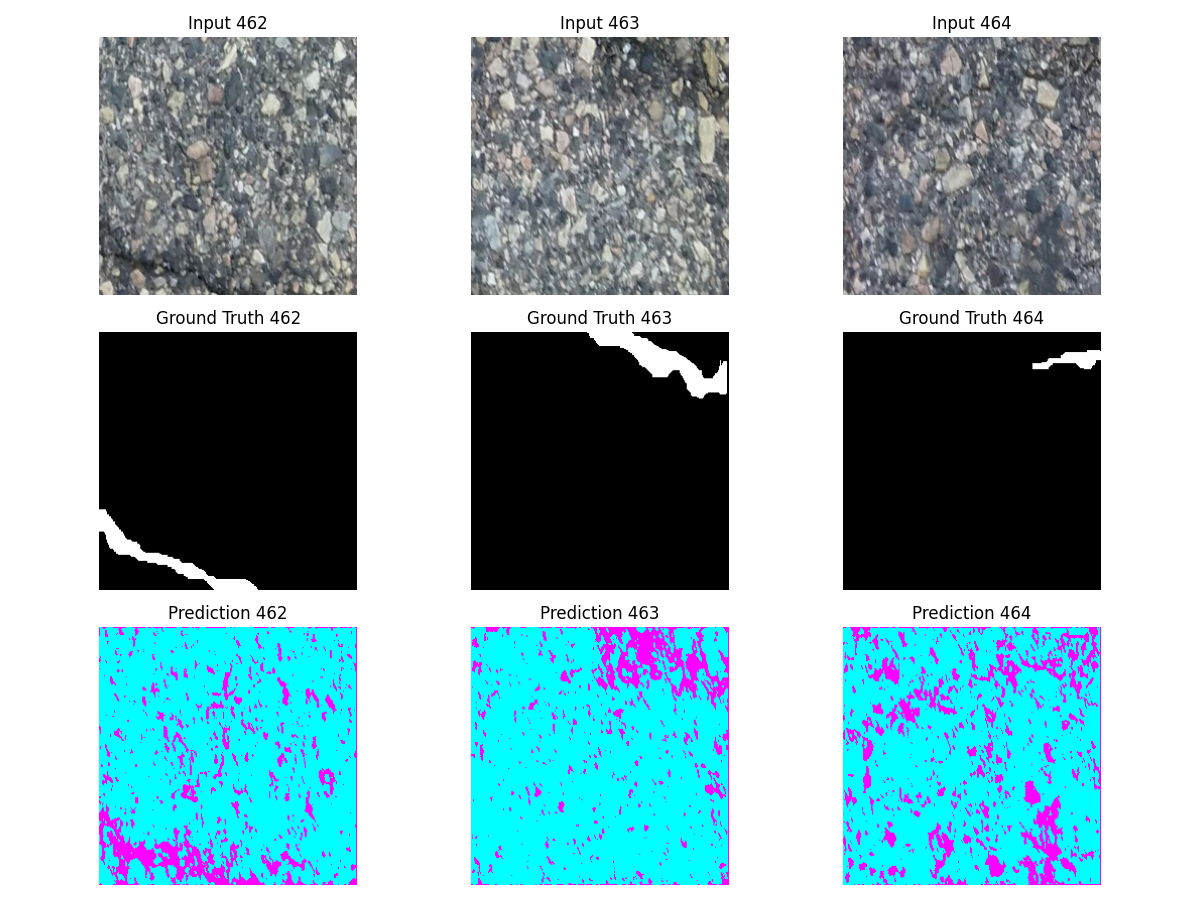 Input 462
Input 463
Input 464
Ground Truth 462
Ground Truth 463
Ground Truth 464
Prediction 462
Prediction 463
Prediction 464